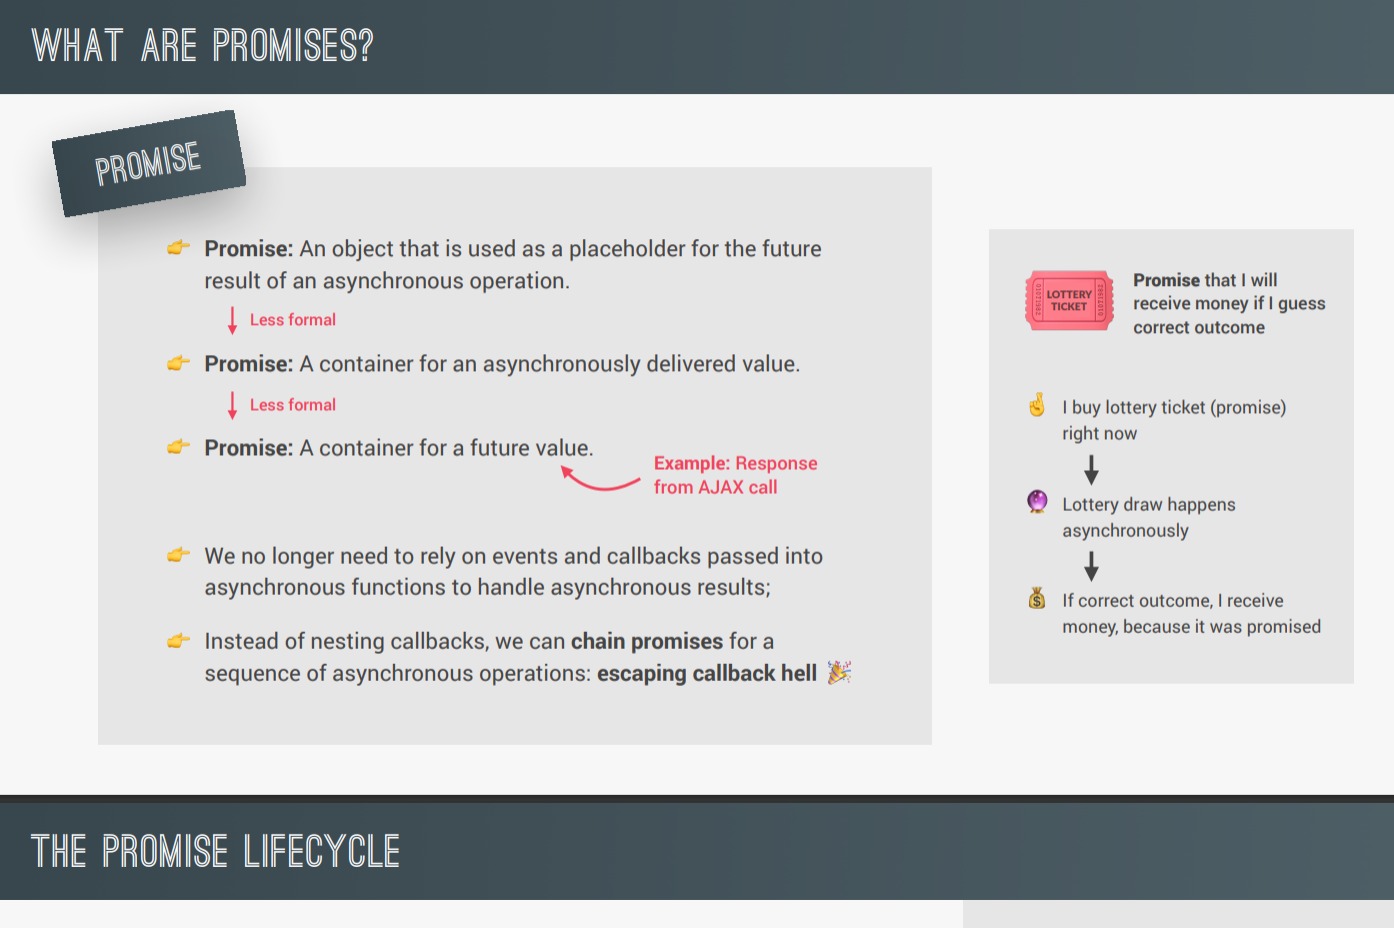 WHAT ARE PROMISES?
PROMISE
👉 Promise: An object that is used as a placeholder for the future
result of an asynchronous operation.
Less formal
👉 Promise: A container for an asynchronously delivered value.
Less formal
👉 Promise: A container for a future value.
Example: Response
from AJAX call
👉 We no longer need to rely on events and callbacks passed into
asynchronous functions to handle asynchronous results;
👉 Instead of nesting callbacks, we can chain promises for a
sequence of asynchronous operations: escaping callback hell 🎉
LOTTERY
TICKET
Promise that I will
receive money if I guess
correct outcome
🤞 I buy lottery ticket (promise)
right now
🔮 Lottery draw happens
asynchronously
💰 If correct outcome, I receive
money, because it was promised
THE PROMISE LIFECYCLE